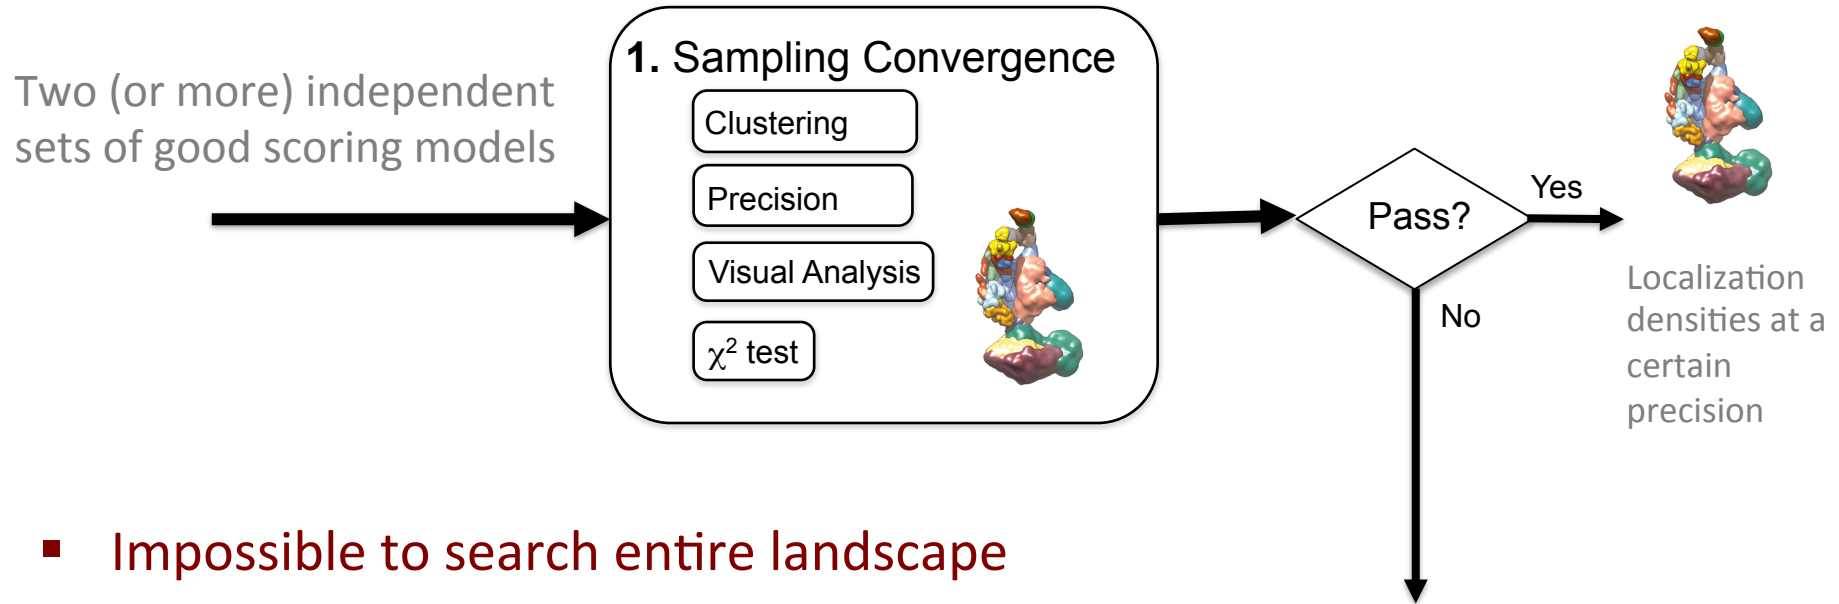 Two (or more) independent
sets of good scoring models
1. Sampling Convergence
Clustering
Precision
Visual Analysis
χ² test
Pass?
Yes
No
Localization
densities at a
certain
precision
▪ Impossible to search entire landscape